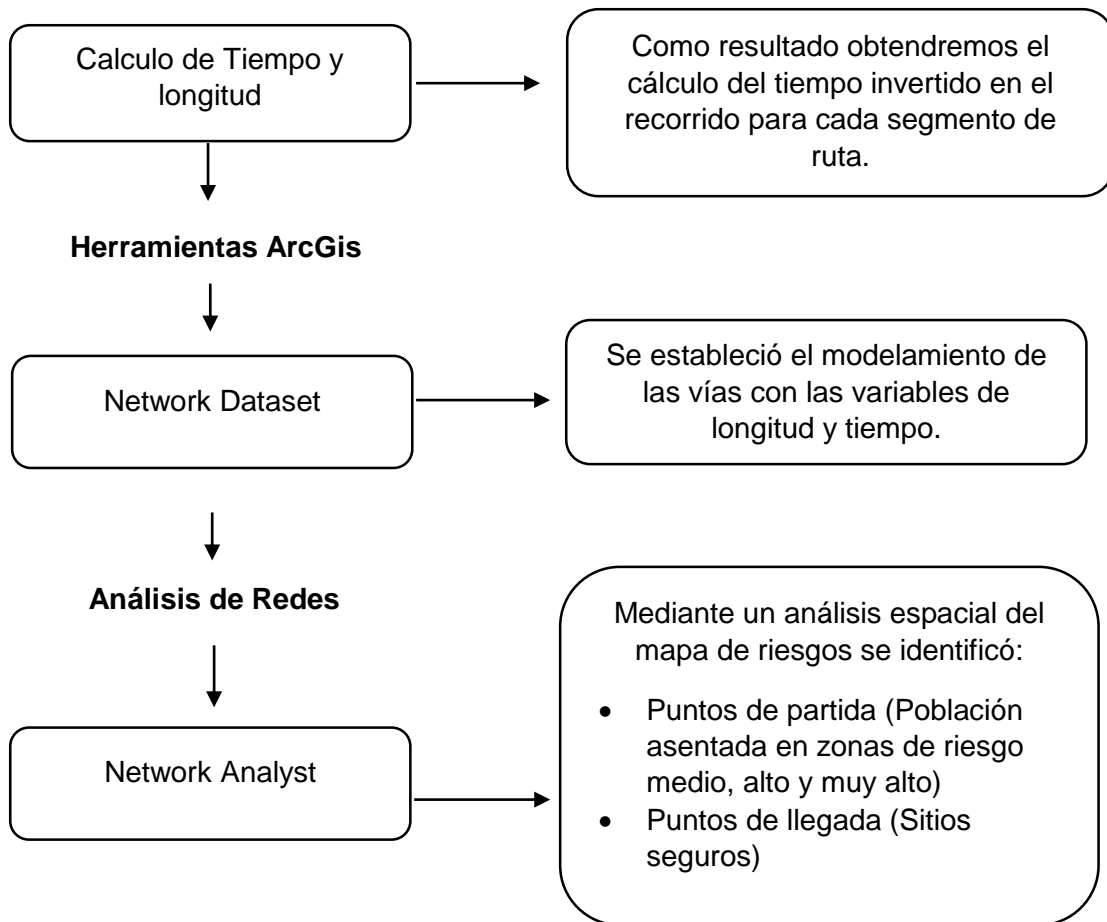 Calculo de Tiempo y
longitud
Como resultado obtendremos el
cálculo del tiempo invertido en el
recorrido para cada segmento de
ruta.
Herramientas ArcGis
Network Dataset
Se estableció el modelamiento de
las vías con las variables de
longitud y tiempo.
Análisis de Redes
Network Analyst
Mediante un análisis espacial del
mapa de riesgos se identificó:
• Puntos de partida (Población
asentada en zonas de riesgo
medio, alto y muy alto)
• Puntos de llegada (Sitios
seguros)